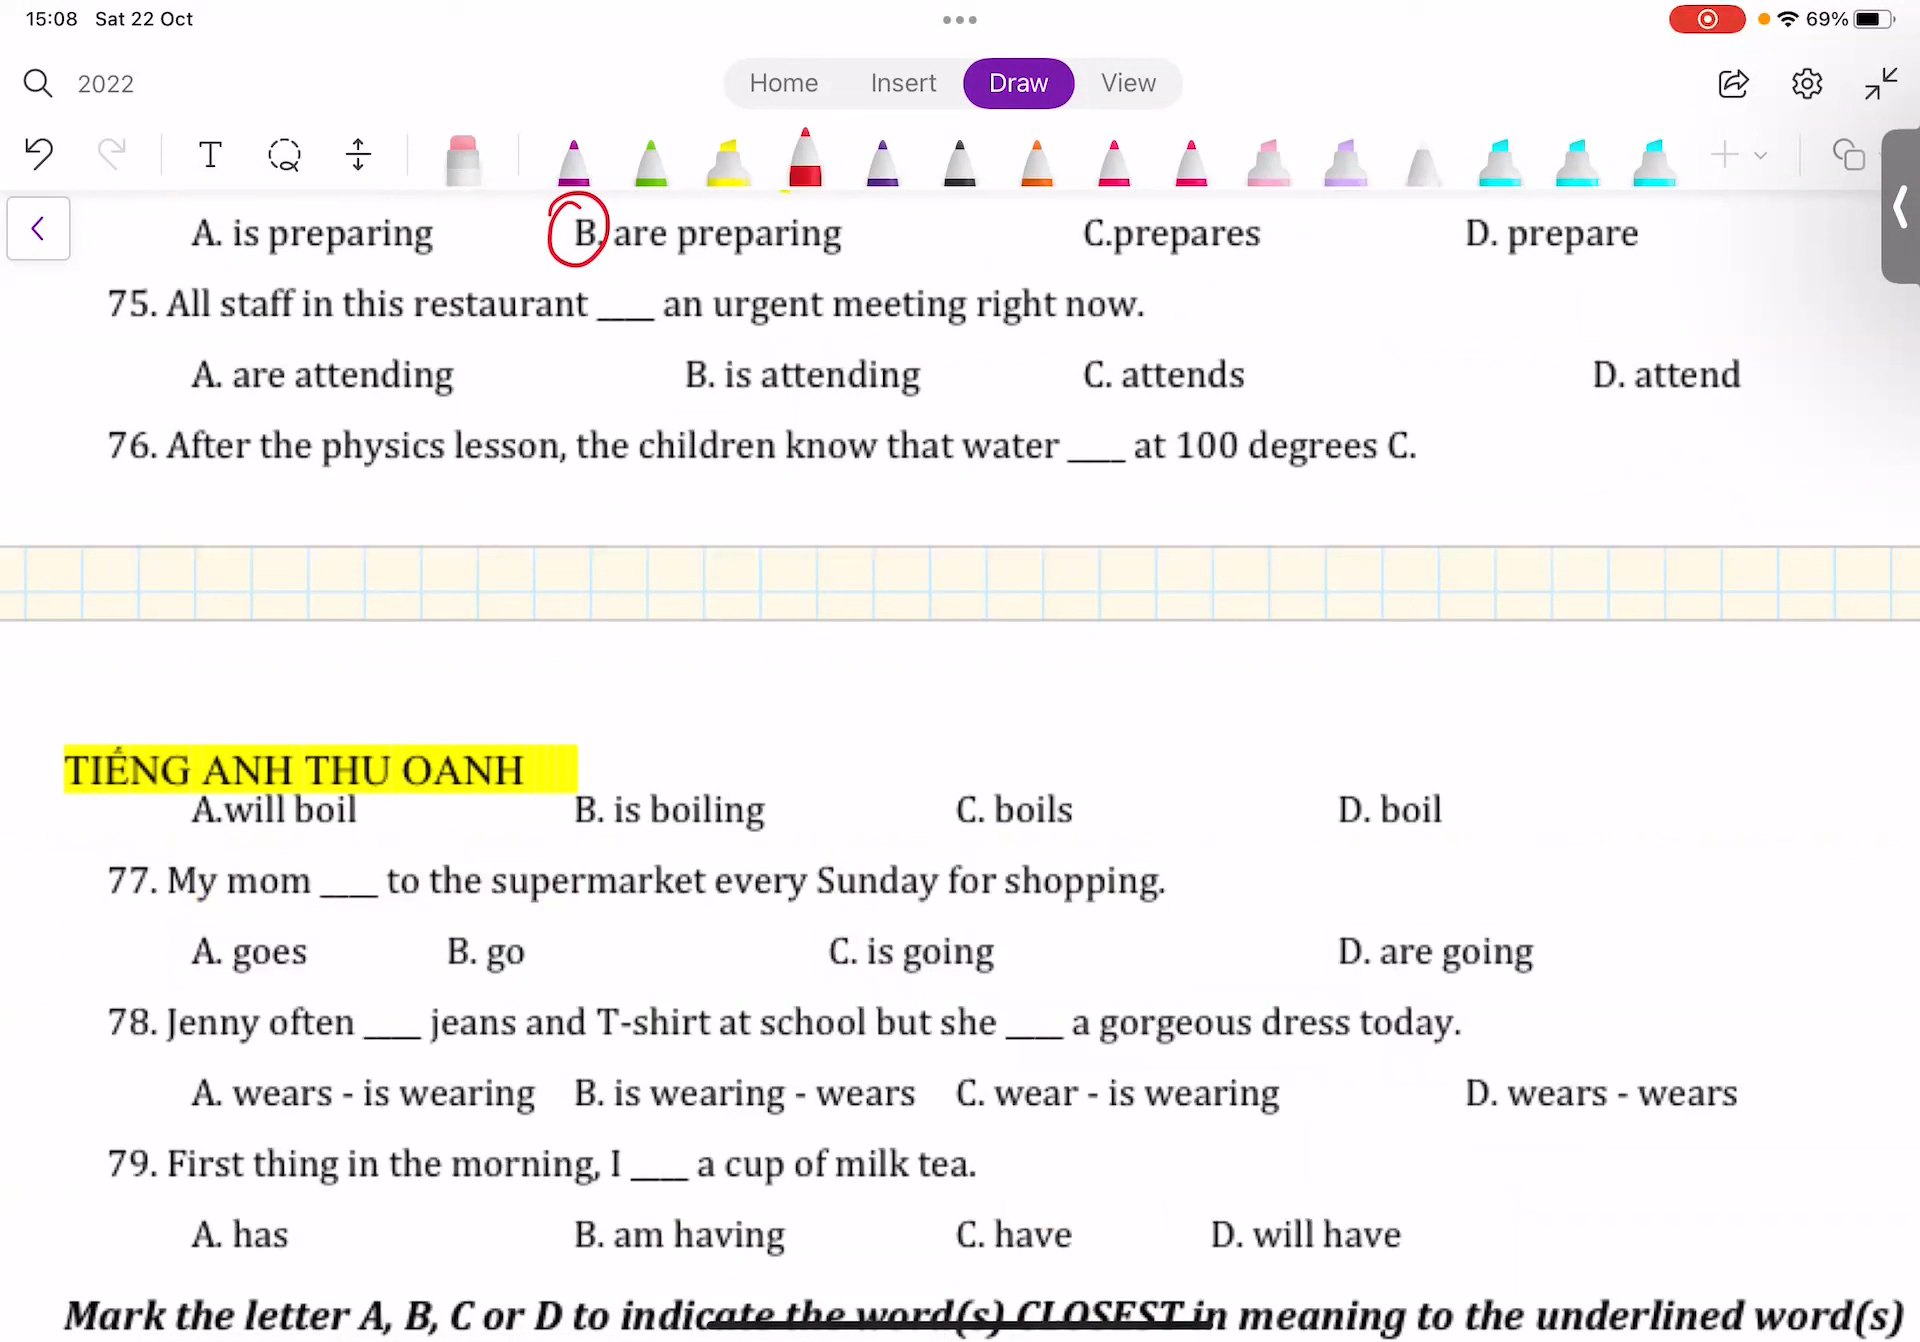 15:08 Sat 22 Oct
69%
2022
Home Insert Draw View
T
A. is preparing B. are preparing C.prepares D. prepare
75. All staff in this restaurant ____ an urgent meeting right now.
A. are attending B. is attending C. attends D. attend
76. After the physics lesson, the children know that water ____ at 100 degrees C.
TIẾNG ANH THU OANH
A.will boil B. is boiling C. boils D. boil
77. My mom ____ to the supermarket every Sunday for shopping.
A. goes B. go C. is going D. are going
78. Jenny often ____ jeans and T-shirt at school but she ____ a gorgeous dress today.
A. wears - is wearing B. is wearing - wears C. wear - is wearing D. wears - wears
79. First thing in the morning, I ____ a cup of milk tea.
A. has B. am having C. have D. will have
Mark the letter A, B, C or D to indicate the word(s) CLOSEST in meaning to the underlined word(s)